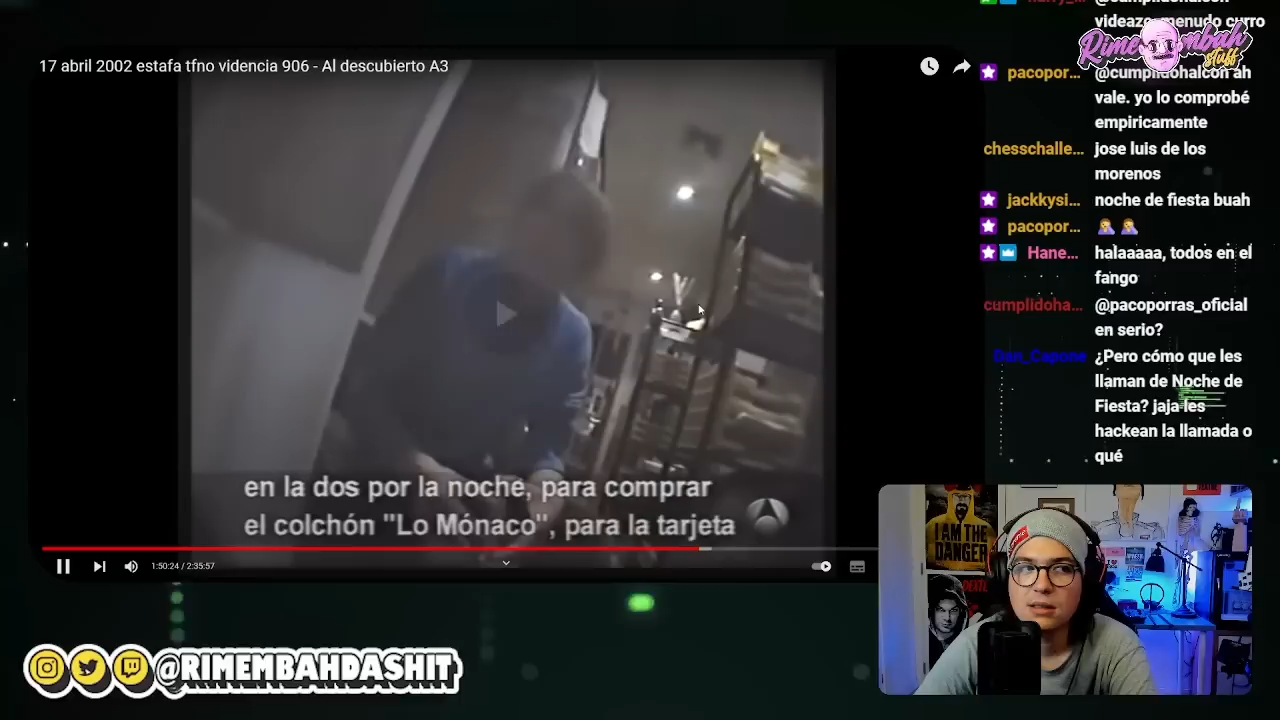 17 abril 2002 estafa tfno videncia 906 - Al descubierto A3
en la dos por la noche, para comprar
el colchón "Lo Mónaco", para la tarjeta
1:50:24 / 2:35:57
@RIMEMBAHDASHIT
@cumplidohalcon
videazo, menudo curro
Rimembah
stuff
pacopor... @cumplidohalcon ah
vale. yo lo comprobé
empiricamente
chesschalle... jose luis de los
morenos
jackkysi... noche de fiesta buah
pacopor...
Hane... halaaaaa, todos en el
fango
cumplidoha... @pacoporras_oficial
en serio?
Dan_Capone ¿Pero cómo que les
llaman de Noche de
Fiesta? jaja les
hackean la llamada o
qué
I AM THE
DANGER
DEXTER